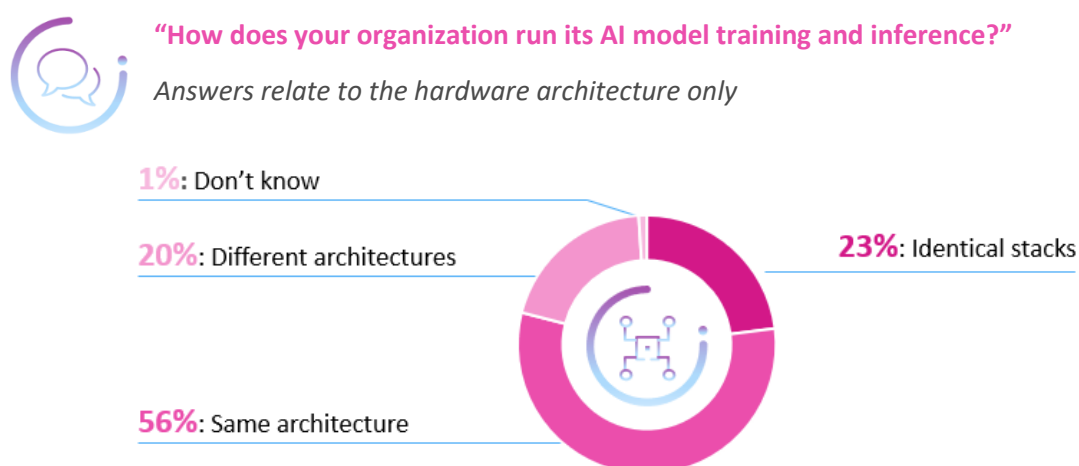 “How does your organization run its AI model training and inference?”
Answers relate to the hardware architecture only
1%: Don’t know
20%: Different architectures
23%: Identical stacks
56%: Same architecture